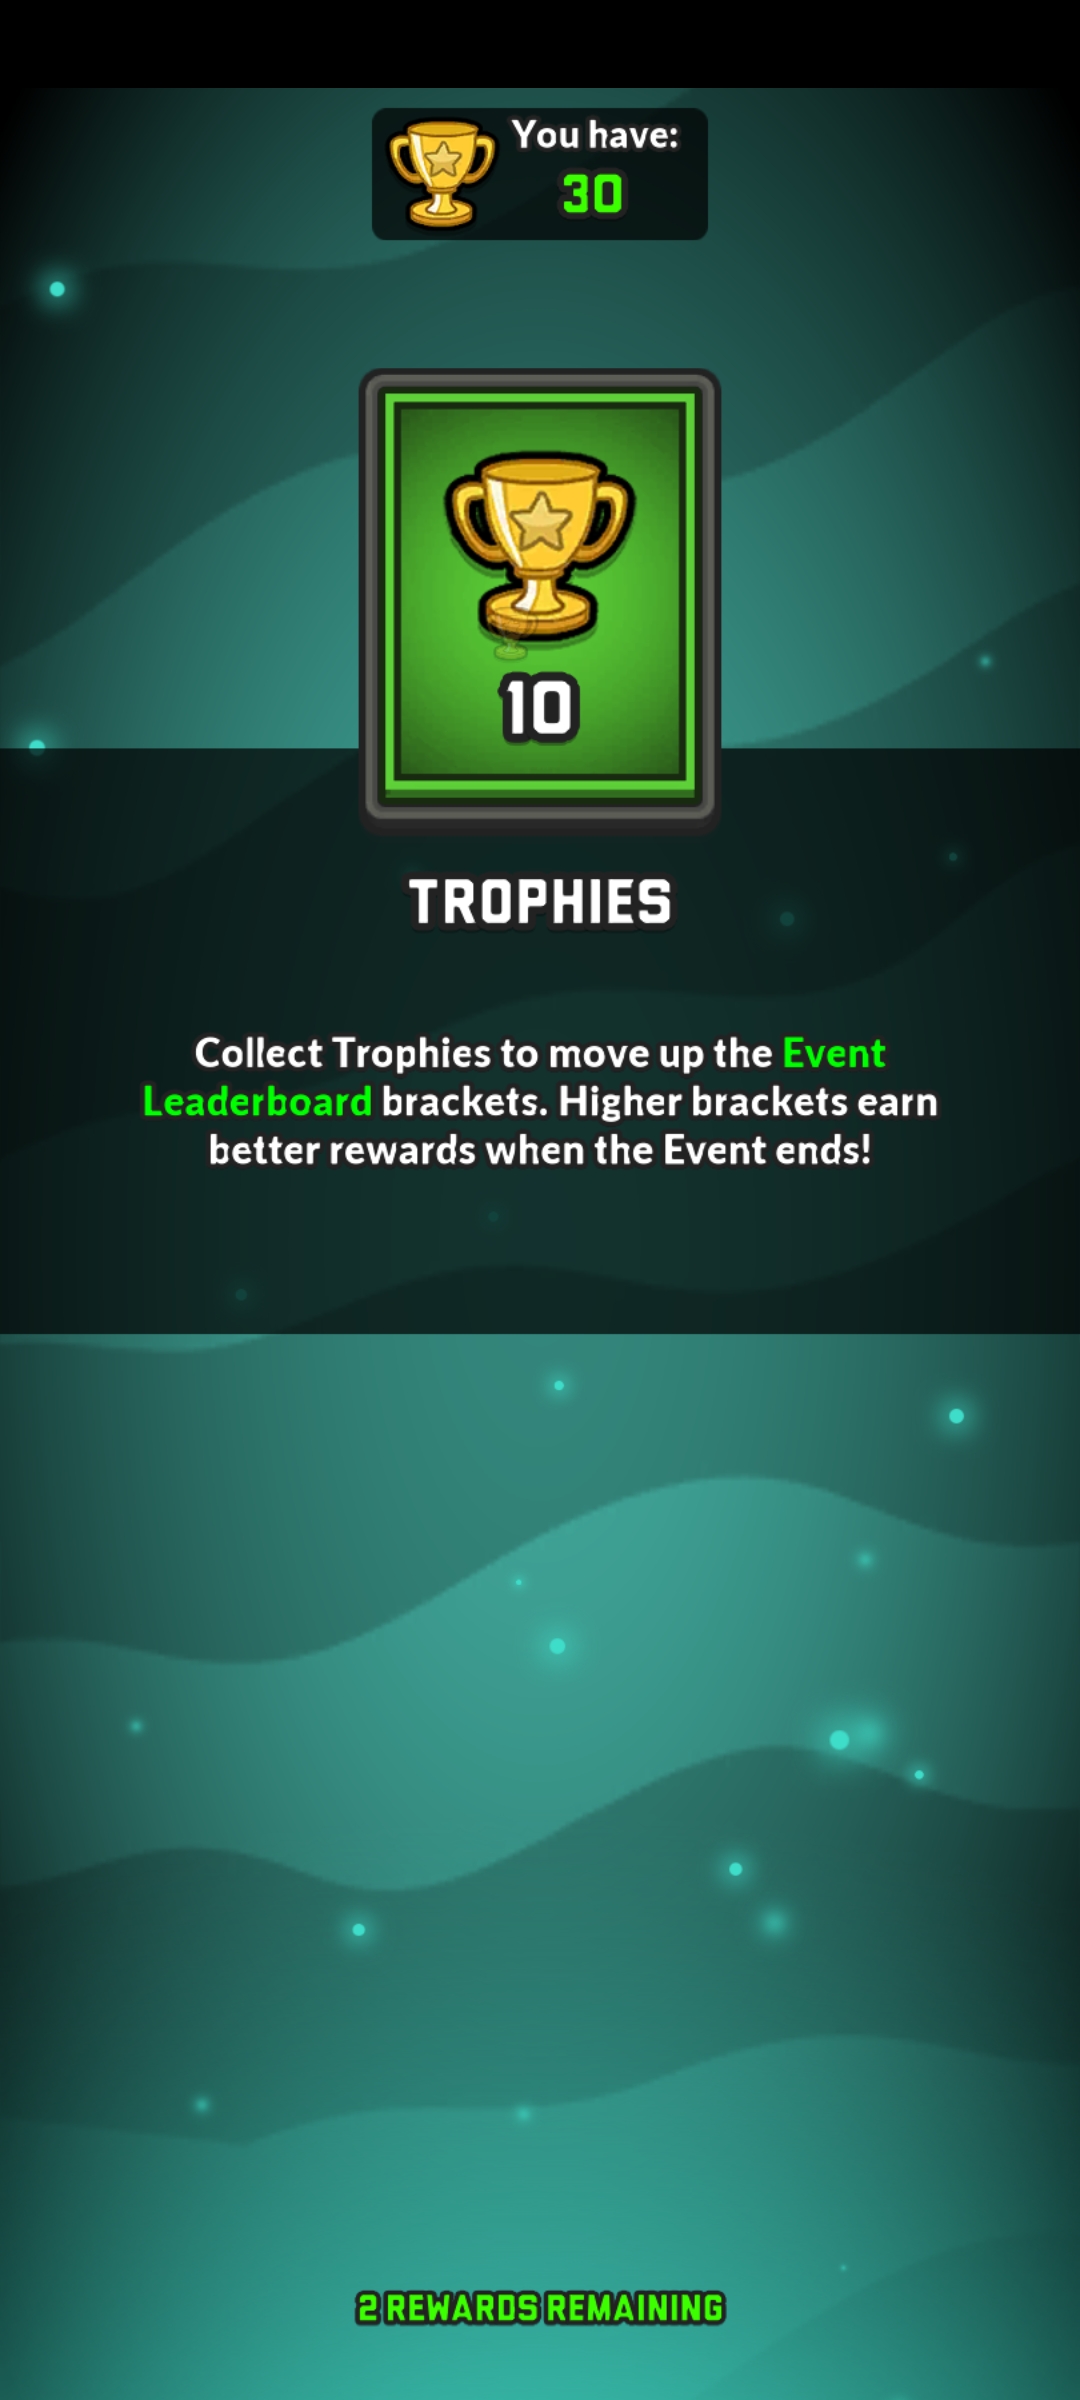 You have:
30
10
TROPHIES
Collect Trophies to move up the Event
Leaderboard brackets. Higher brackets earn
better rewards when the Event ends!
2 REWARDS REMAINING